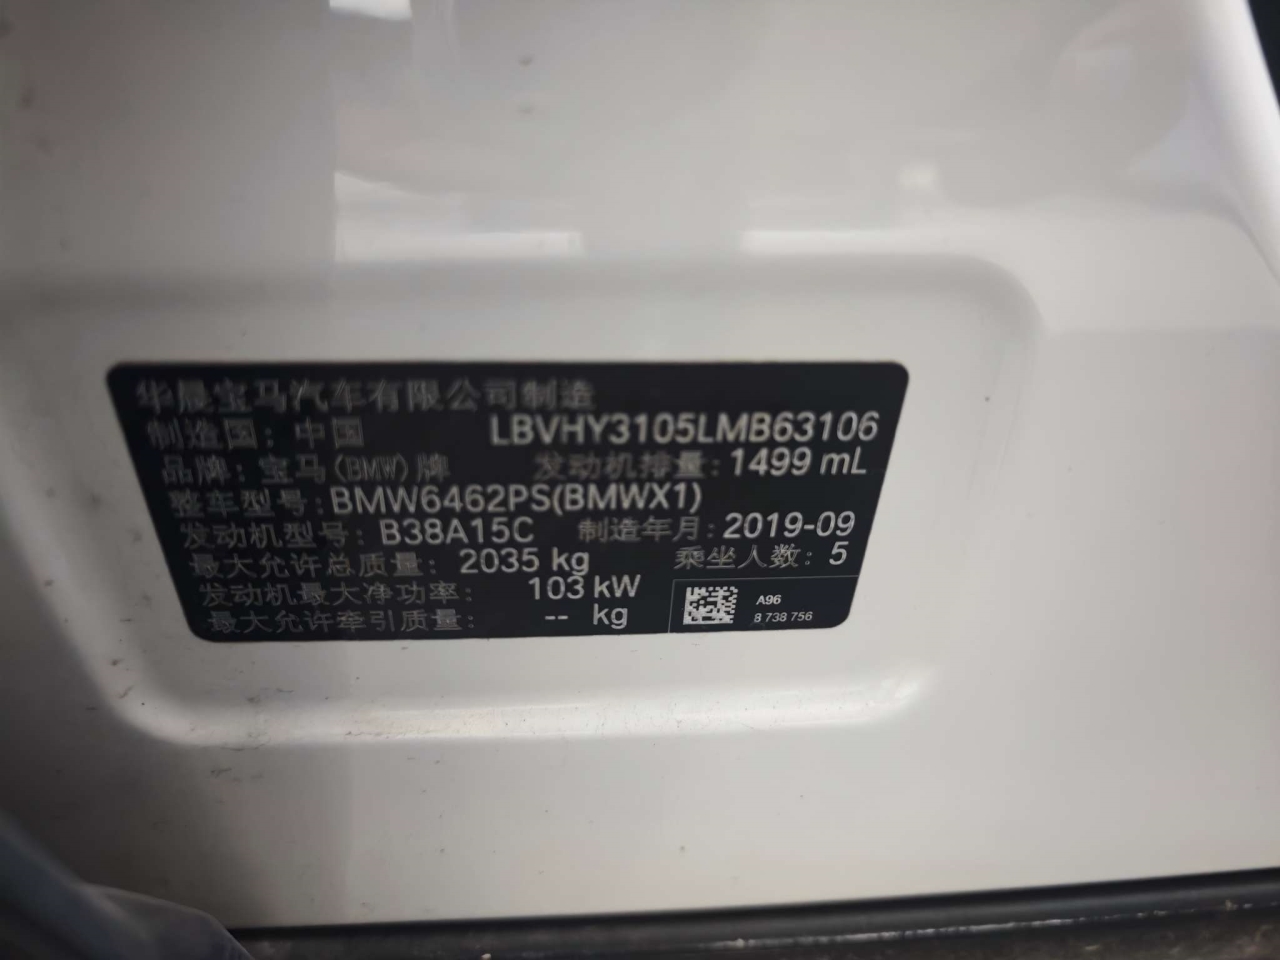 华晨宝马汽车有限公司制造
制造国：中国 LBVHY3105LMB63106
品牌：宝马(BMW)牌 发动机排量：1499 mL
整车型号：BMW6462PS(BMWX1)
发动机型号：B38A15C 制造年月：2019-09
最大允许总质量：2035 kg 乘坐人数：5
发动机最大净功率：103 kW
最大允许牵引质量：-- kg
A96
8 738 756